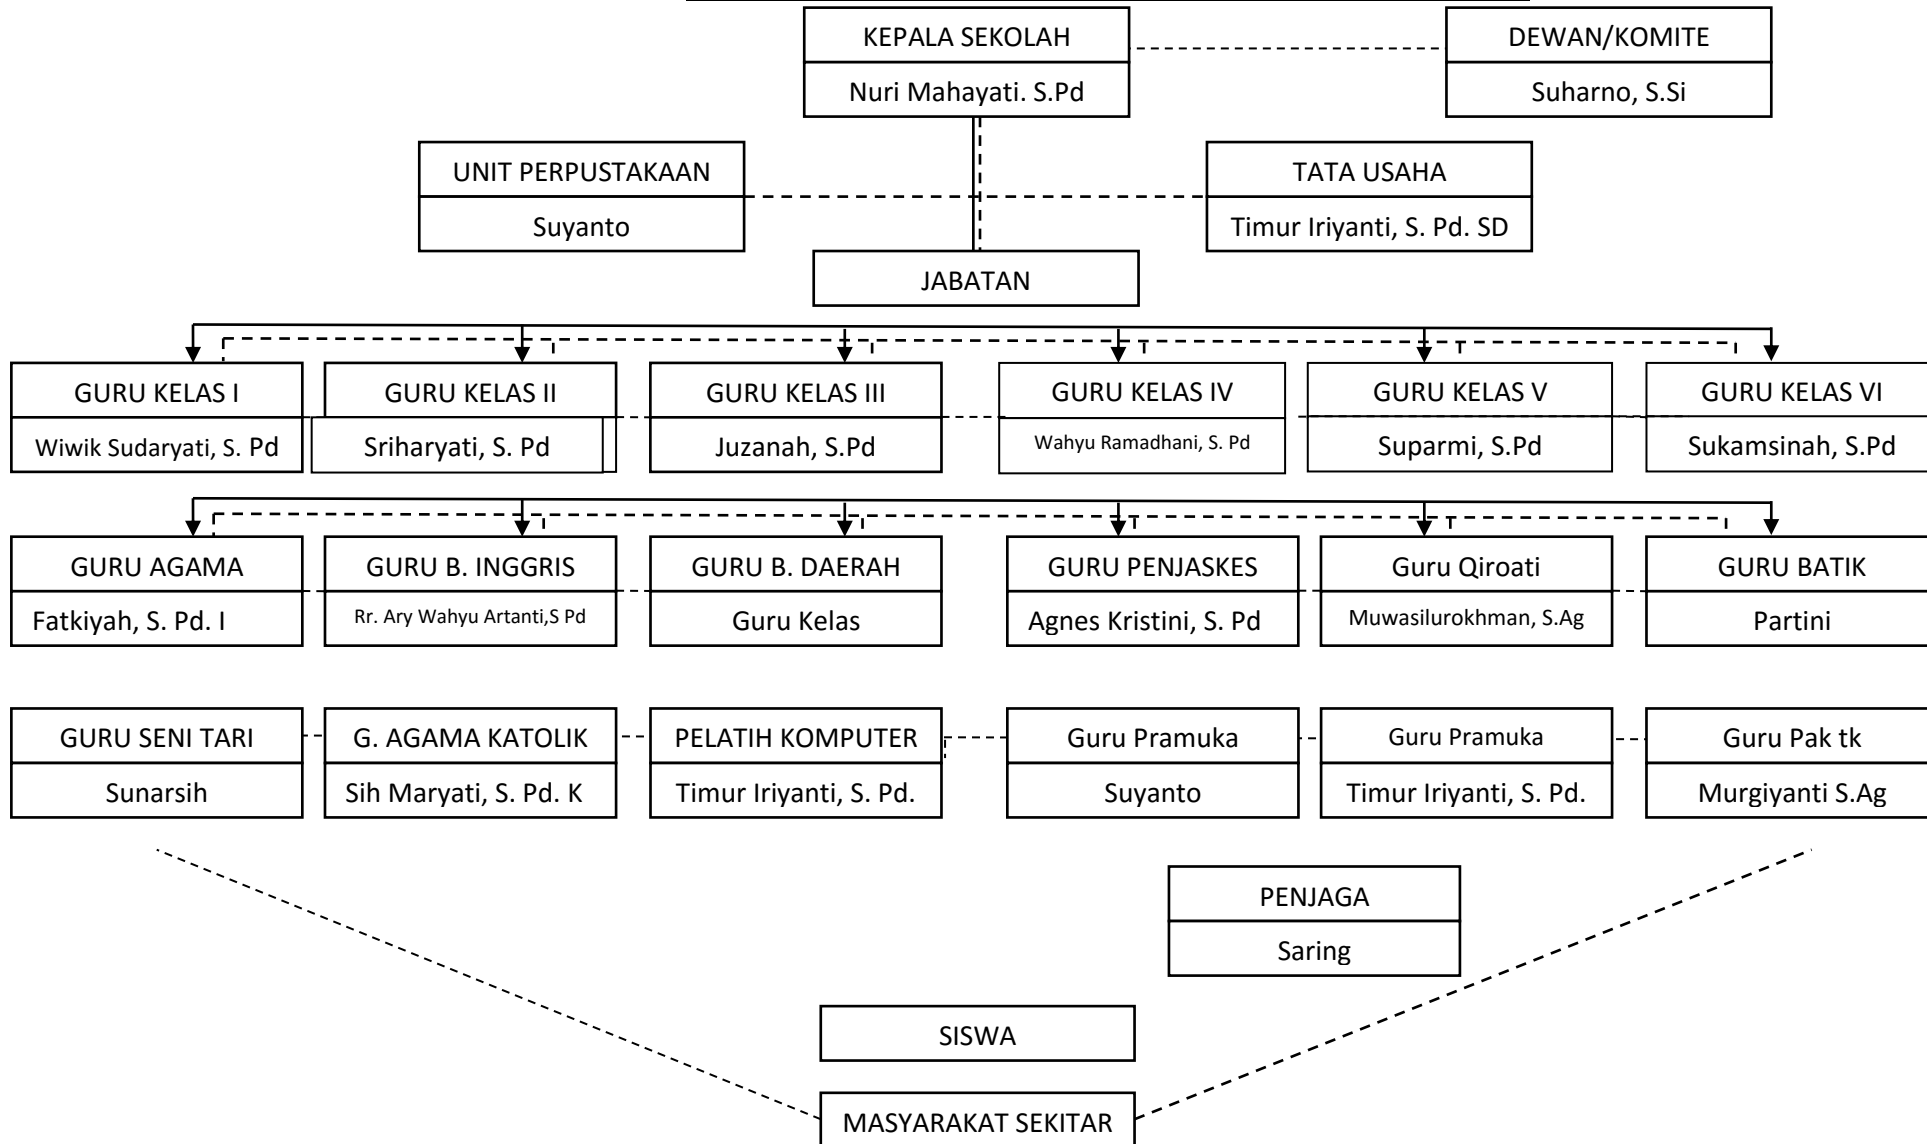 KEPALA SEKOLAH
Nuri Mahayati. S.Pd
DEWAN/KOMITE
Suharno, S.Si
UNIT PERPUSTAKAAN
Suyanto
TATA USAHA
Timur Iriyanti, S. Pd. SD
JABATAN
GURU KELAS I
Wiwik Sudaryati, S. Pd
GURU KELAS II
Sriharyati, S. Pd
GURU KELAS III
Juzanah, S.Pd
GURU KELAS IV
Wahyu Ramadhani, S. Pd
GURU KELAS V
Suparmi, S.Pd
GURU KELAS VI
Sukamsinah, S.Pd
GURU AGAMA
Fatkiyah, S. Pd. I
GURU B. INGGRIS
Rr. Ary Wahyu Artanti,S Pd
GURU B. DAERAH
Guru Kelas
GURU PENJASKES
Agnes Kristini, S. Pd
Guru Qiroati
Muwasilurokhman, S.Ag
GURU BATIK
Partini
GURU SENI TARI
Sunarsih
G. AGAMA KATOLIK
Sih Maryati, S. Pd. K
PELATIH KOMPUTER
Timur Iriyanti, S. Pd.
Guru Pramuka
Suyanto
Guru Pramuka
Timur Iriyanti, S. Pd.
Guru Pak tk
Murgiyanti S.Ag
PENJAGA
Saring
SISWA
MASYARAKAT SEKITAR